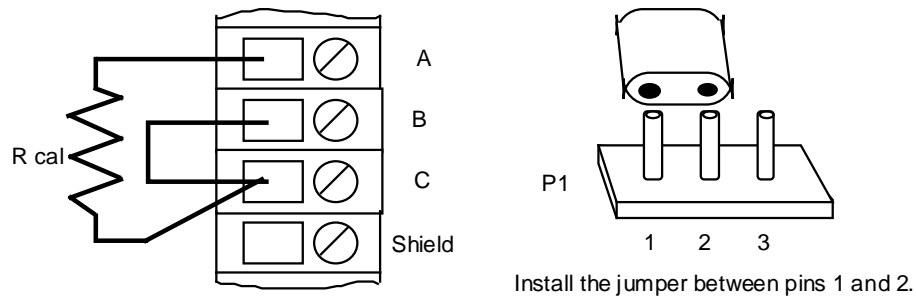 A
B
R cal
C
Shield
P1
1 2 3
Install the jumper between pins 1 and 2.